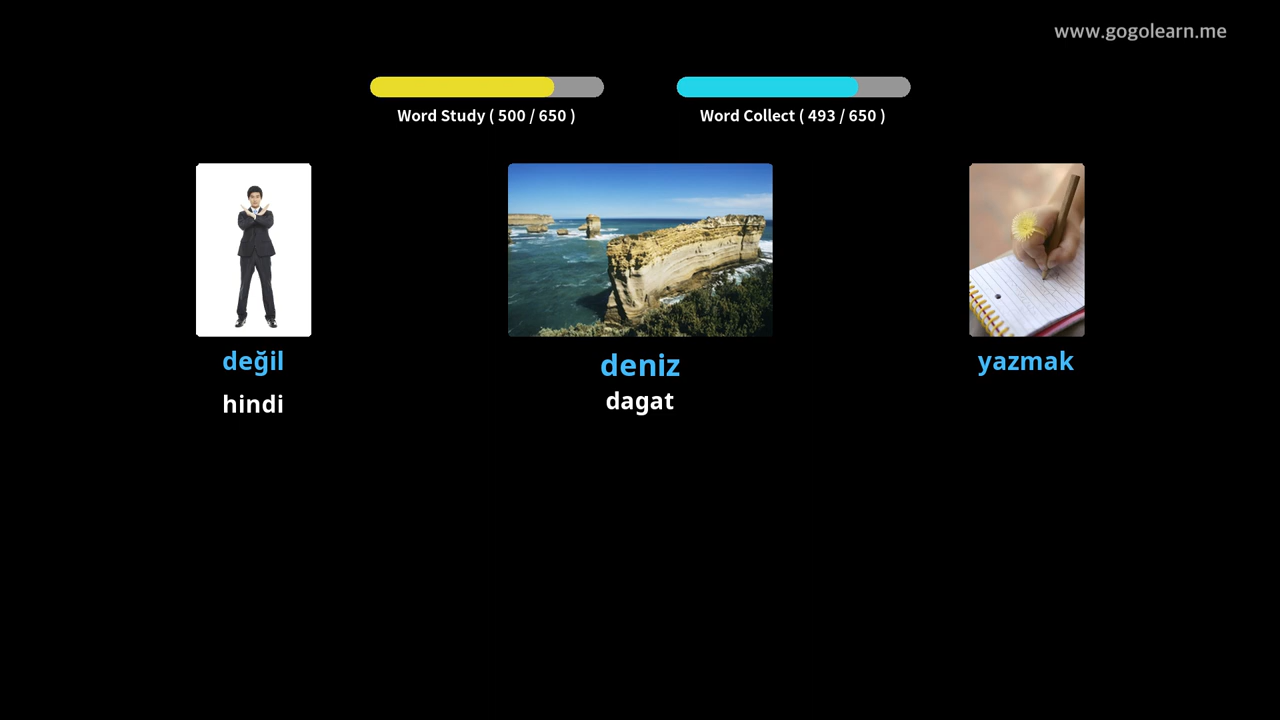 www.gogolearn.me
Word Study ( 500 / 650 )
Word Collect ( 493 / 650 )
değil
hindi
deniz
dagat
yazmak